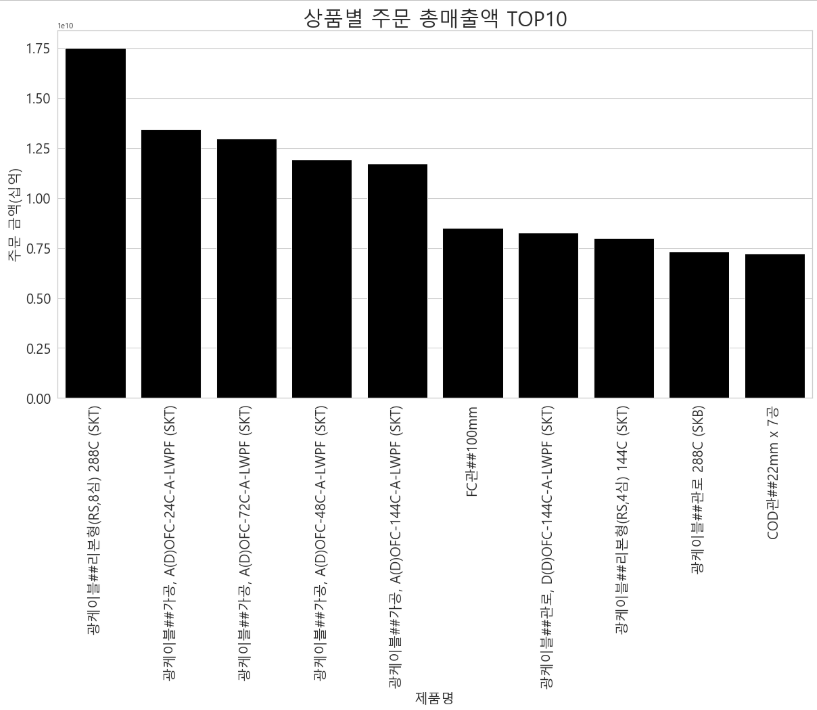 상품별 주문 총매출액 TOP10
1e10
1.75
1.50
1.25
1.00
0.75
0.50
0.25
0.00
주문 금액(십억)
광케이블##리본형(RS,8심) 288C (SKT)
광케이블##가공, A(D)OFC-24C-A-LWPF (SKT)
광케이블##가공, A(D)OFC-72C-A-LWPF (SKT)
광케이블##가공, A(D)OFC-48C-A-LWPF (SKT)
광케이블##가공, A(D)OFC-144C-A-LWPF (SKT)
FC관##100mm
광케이블##관로, D(D)OFC-144C-A-LWPF (SKT)
광케이블##리본형(RS,4심) 144C (SKT)
광케이블##관로 288C (SKB)
COD관##22mm x 7공
제품명